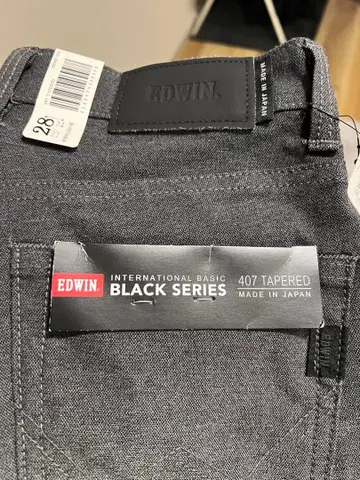 EDWIN.
MADE IN JAPAN
28
EDWIN.
INTERNATIONAL BASIC
BLACK SERIES
407 TAPERED
MADE IN JAPAN
EDWIN